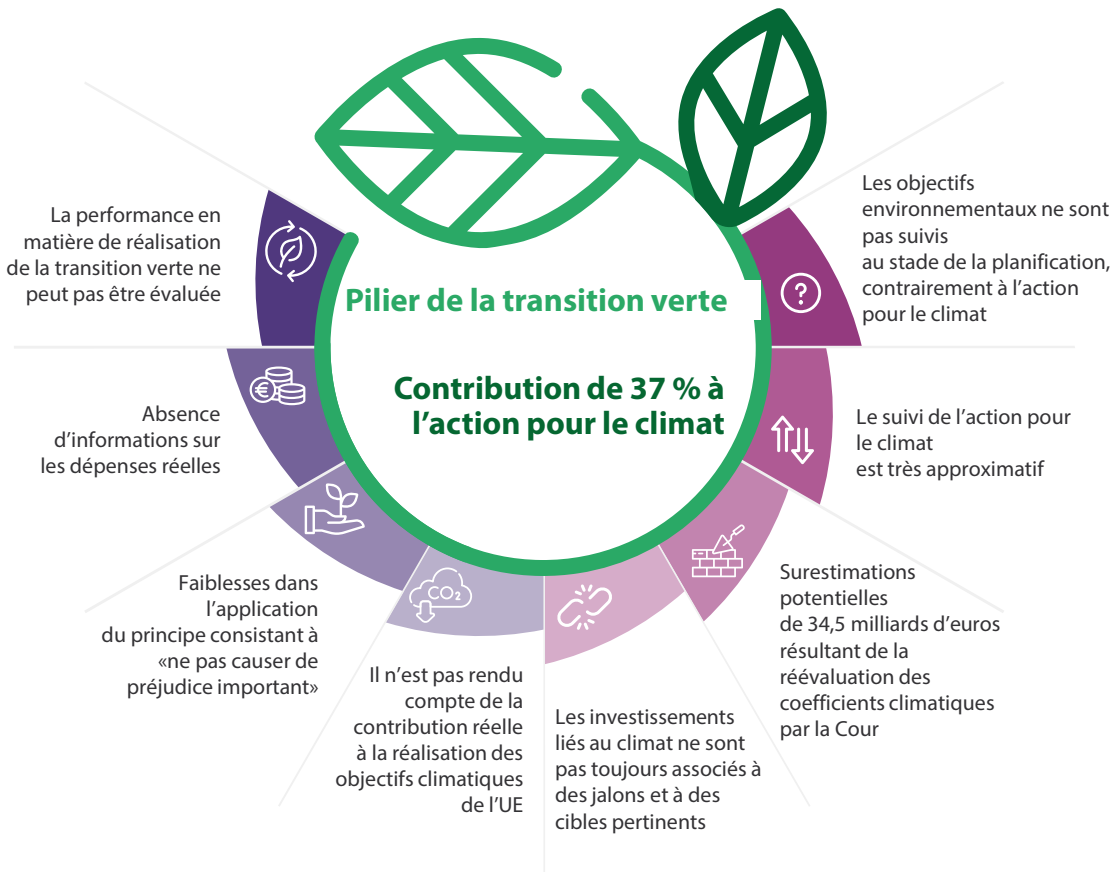 Pilier de la transition verte
Contribution de 37 % à
l’action pour le climat
Les objectifs
environnementaux ne sont
pas suivis
au stade de la planification,
contrairement à l’action
pour le climat
Le suivi de l’action pour
le climat
est très approximatif
Surestimations
potentielles
de 34,5 milliards d’euros
résultant de la
réévaluation des
coefficients climatiques
par la Cour
Les investissements
liés au climat ne sont
pas toujours associés à
des jalons et à des
cibles pertinents
Il n’est pas rendu
compte de la
contribution réelle
à la réalisation des
objectifs climatiques
de l’UE
Faiblesses dans
l’application
du principe consistant à
«ne pas causer de
préjudice important»
Absence
d’informations sur
les dépenses réelles
La performance en
matière de réalisation
de la transition verte ne
peut pas être évaluée
?
€
CO₂